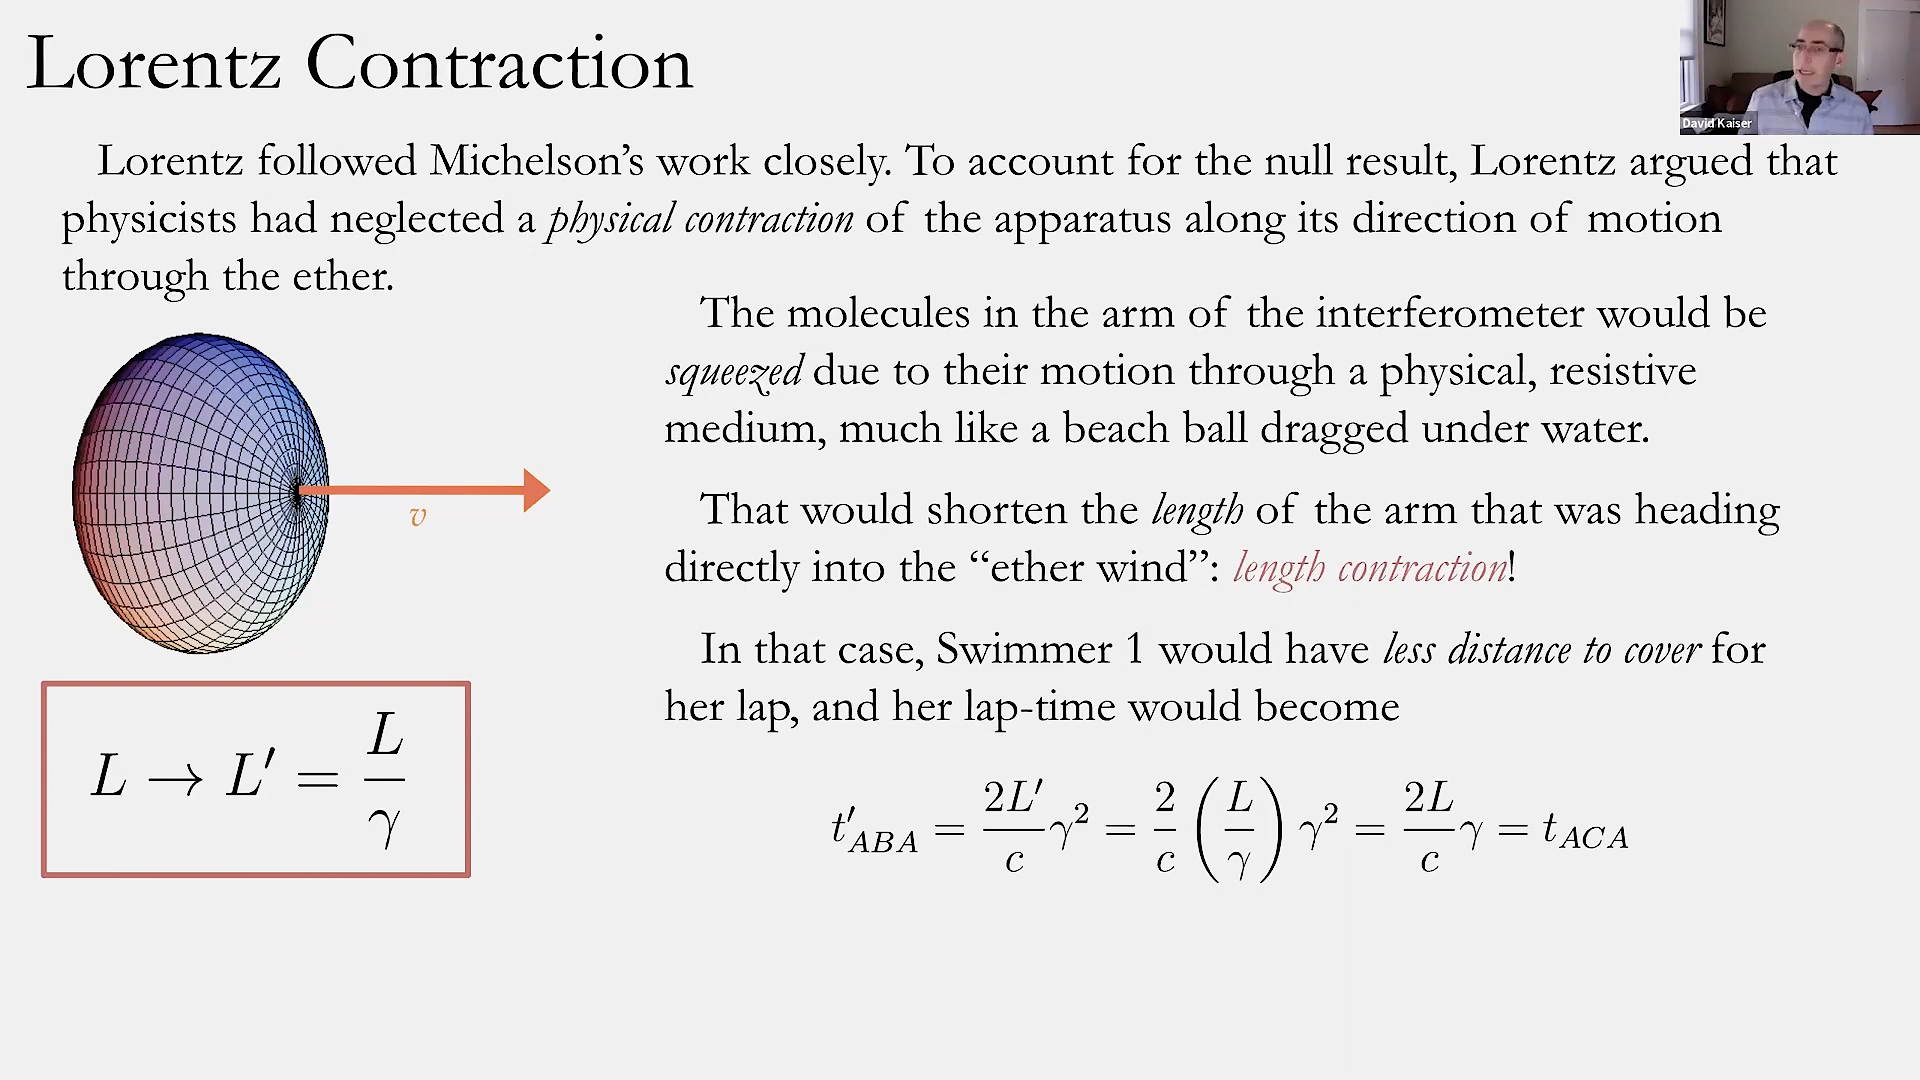 Lorentz Contraction
David Kaiser
Lorentz followed Michelson’s work closely. To account for the null result, Lorentz argued that
physicists had neglected a physical contraction of the apparatus along its direction of motion
through the ether.
The molecules in the arm of the interferometer would be
squeezed due to their motion through a physical, resistive
medium, much like a beach ball dragged under water.
v
That would shorten the length of the arm that was heading
directly into the “ether wind”: length contraction!
In that case, Swimmer 1 would have less distance to cover for
her lap, and her lap-time would become
L → L′ = L/γ
t′_ABA = 2L′/c γ² = 2/c (L/γ) γ² = 2L/c γ = t_ACA